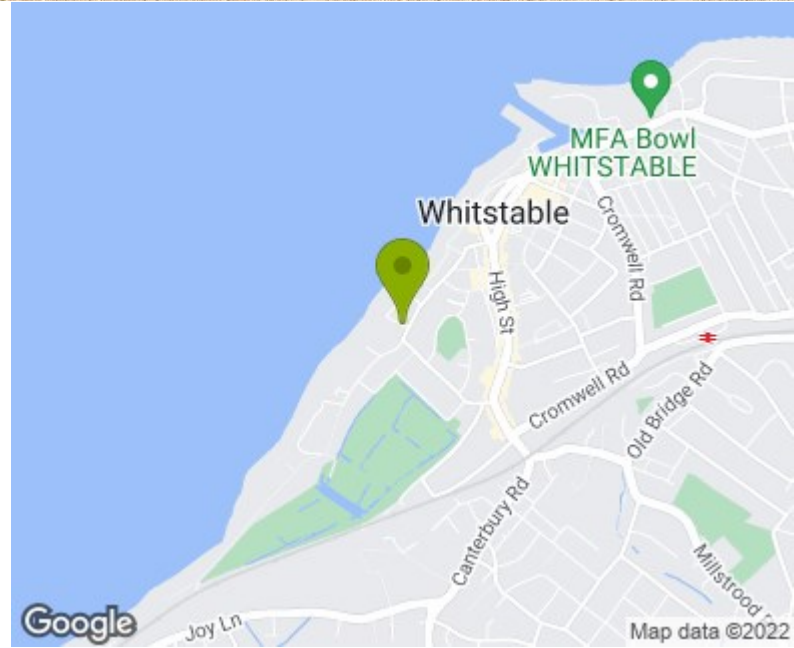 MFA Bowl
WHITSTABLE
Whitstable
Cromwell Rd
High St
Cromwell Rd
Old Bridge Rd
Canterbury Rd
Joy Ln
Google
Map data ©2022